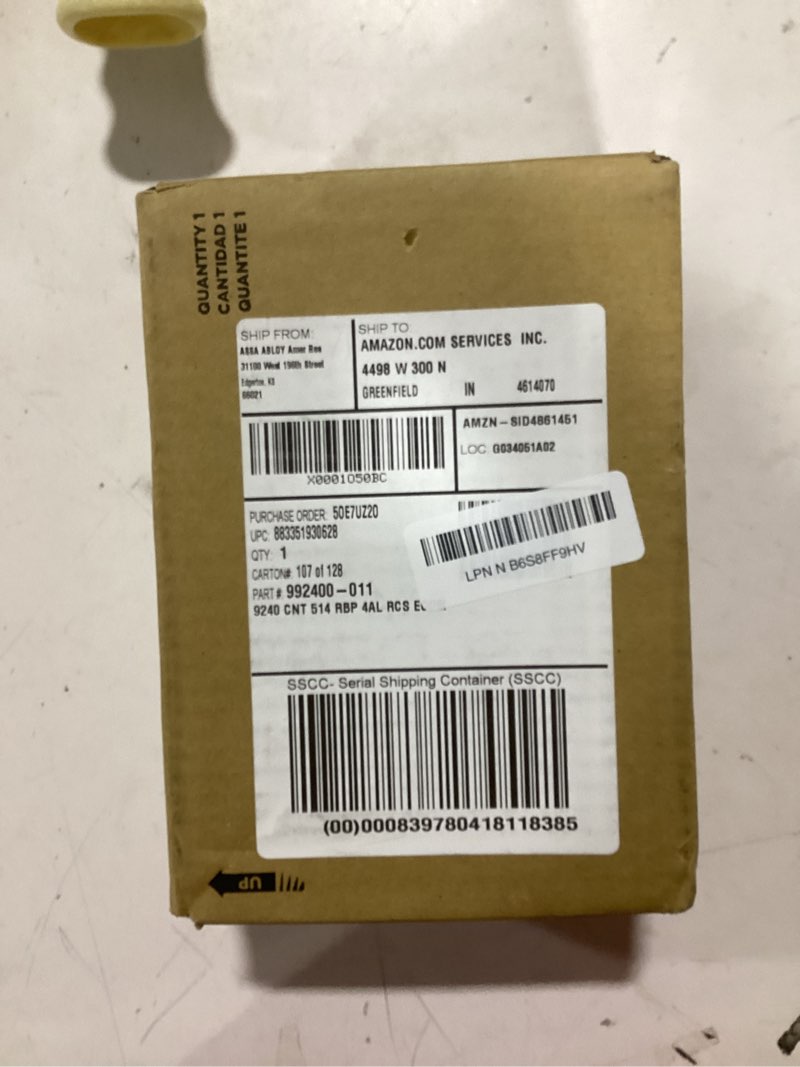 QUANTITY 1
CANTIDAD 1
QUANTITE 1
SHIP FROM:
ASSA ABLOY Amer Res
31100 West 196th Street
Edgerton, KS
66021
SHIP TO:
AMAZON.COM SERVICES INC.
4498 W 300 N
GREENFIELD IN 4614070
X0001050BC
AMZN-SID4861451
LOC: G034051A02
PURCHASE ORDER: 50E7UZ20
UPC: 883351930628
QTY: 1
CARTON#: 107 of 128
PART # 992400-011
9240 CNT 514 RBP 4AL RCS
LPN N B6S8FF9HV
SSCC- Serial Shipping Container (SSCC)
(00)000839780418118385
UP